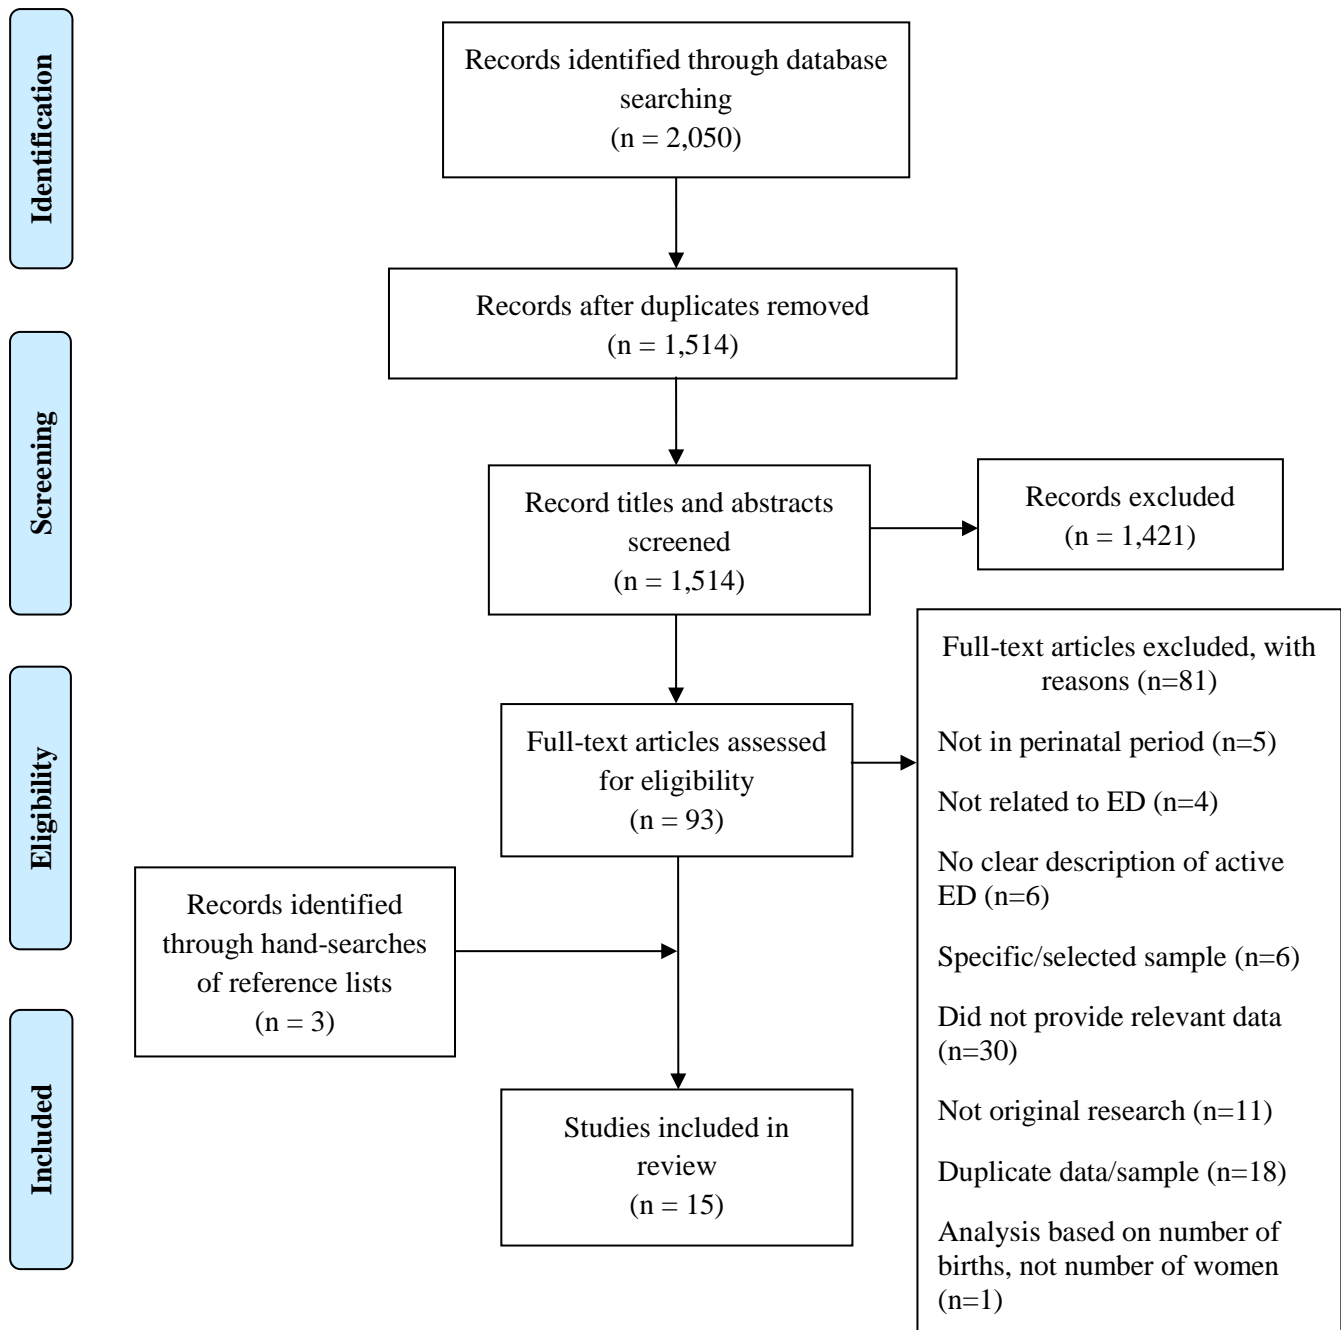 Identification
Records identified through database
searching
(n = 2,050)
Records after duplicates removed
(n = 1,514)
Screening
Record titles and abstracts
screened
(n = 1,514)
Records excluded
(n = 1,421)
Eligibility
Full-text articles assessed
for eligibility
(n = 93)
Full-text articles excluded, with
reasons (n=81)
Not in perinatal period (n=5)
Not related to ED (n=4)
No clear description of active
ED (n=6)
Specific/selected sample (n=6)
Did not provide relevant data
(n=30)
Not original research (n=11)
Duplicate data/sample (n=18)
Analysis based on number of
births, not number of women
(n=1)
Records identified
through hand-searches
of reference lists
(n = 3)
Included
Studies included in
review
(n = 15)